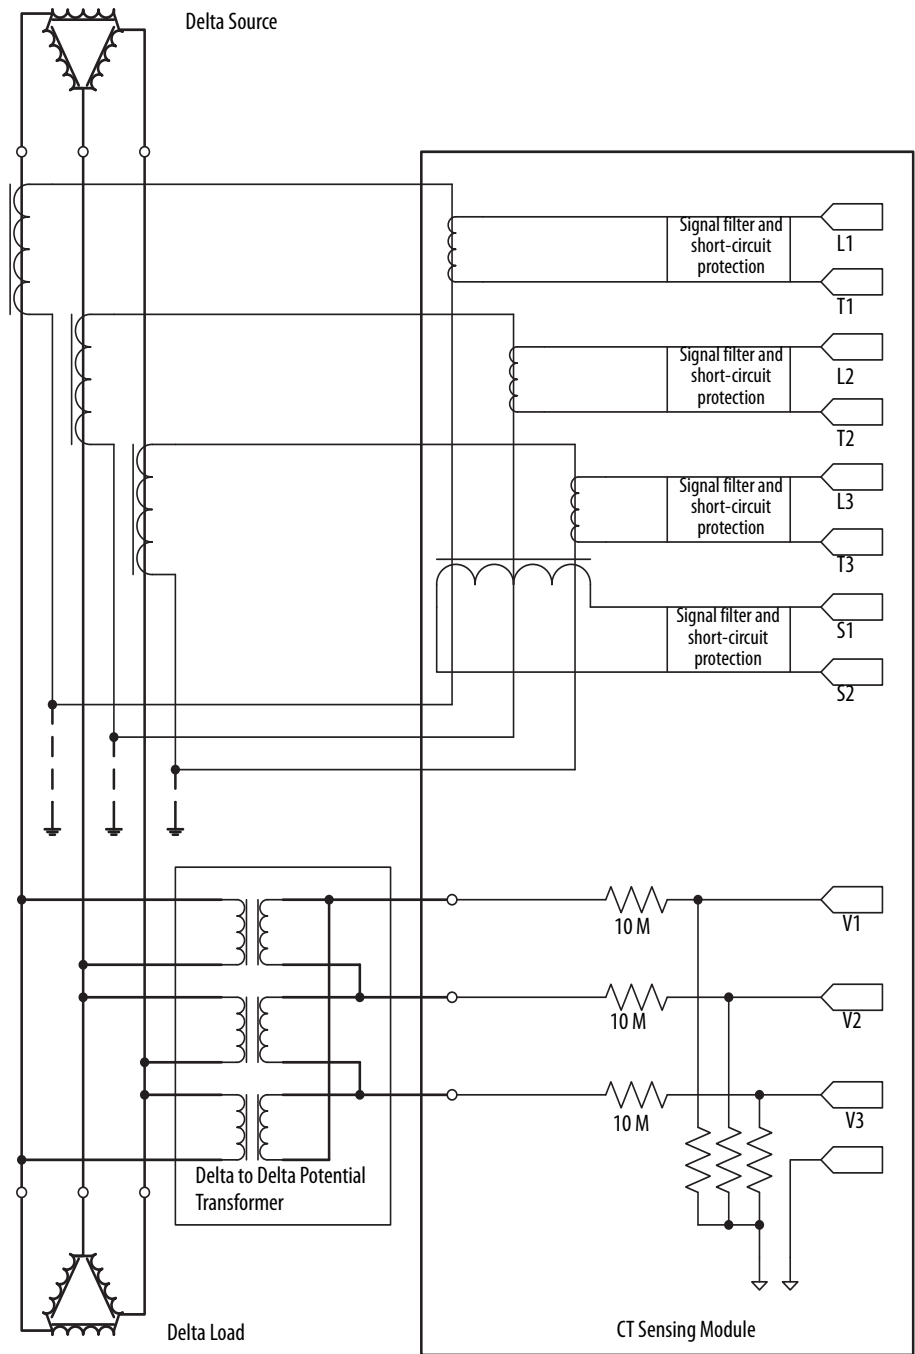 Delta Source
Signal filter and
short-circuit
protection
L1
T1
Signal filter and
short-circuit
protection
L2
T2
Signal filter and
short-circuit
protection
L3
T3
Signal filter and
short-circuit
protection
S1
S2
10 M
V1
10 M
V2
10 M
V3
Delta to Delta Potential
Transformer
Delta Load
CT Sensing Module